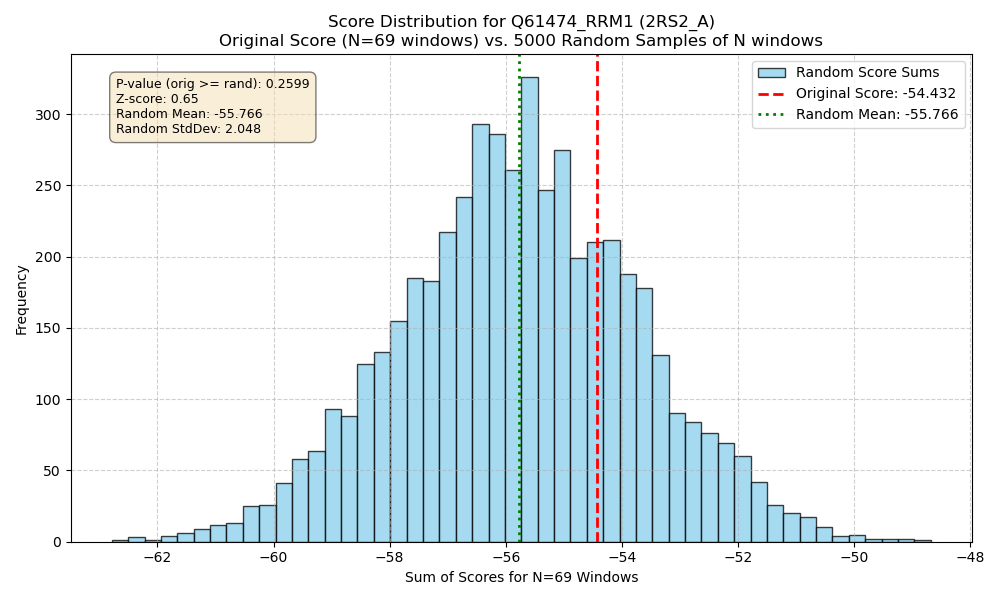 Score Distribution for Q61474_RRM1 (2RS2_A)
Original Score (N=69 windows) vs. 5000 Random Samples of N windows
P-value (orig >= rand): 0.2599
Z-score: 0.65
Random Mean: -55.766
Random StdDev: 2.048
Random Score Sums
Original Score: -54.432
Random Mean: -55.766
Frequency
300
250
200
150
100
50
0
−62
−60
−58
−56
−54
−52
−50
−48
Sum of Scores for N=69 Windows